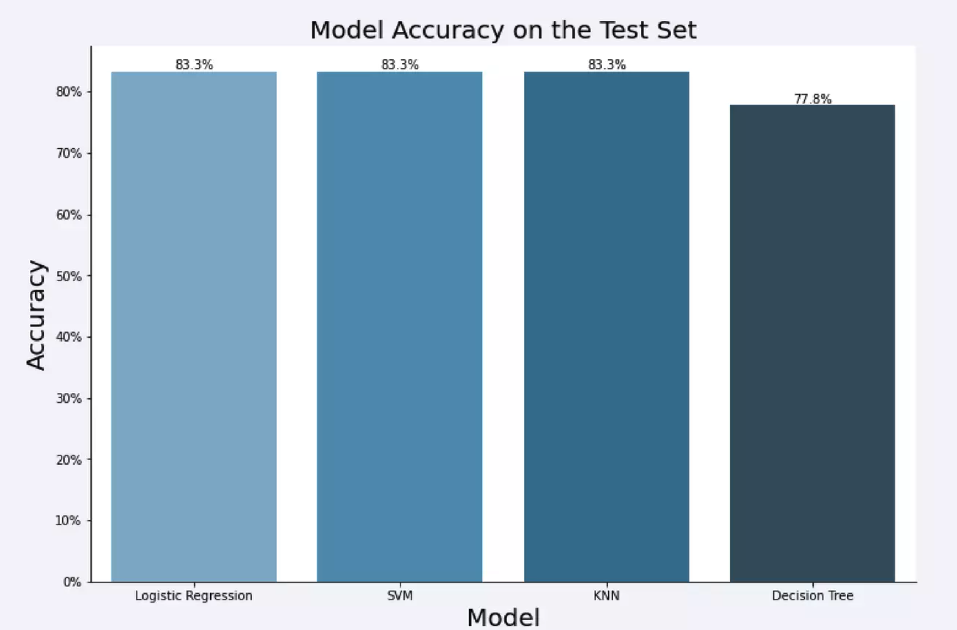 Model Accuracy on the Test Set
83.3%
83.3%
83.3%
77.8%
80%
70%
60%
50%
40%
30%
20%
10%
0%
Accuracy
Logistic Regression
SVM
KNN
Decision Tree
Model